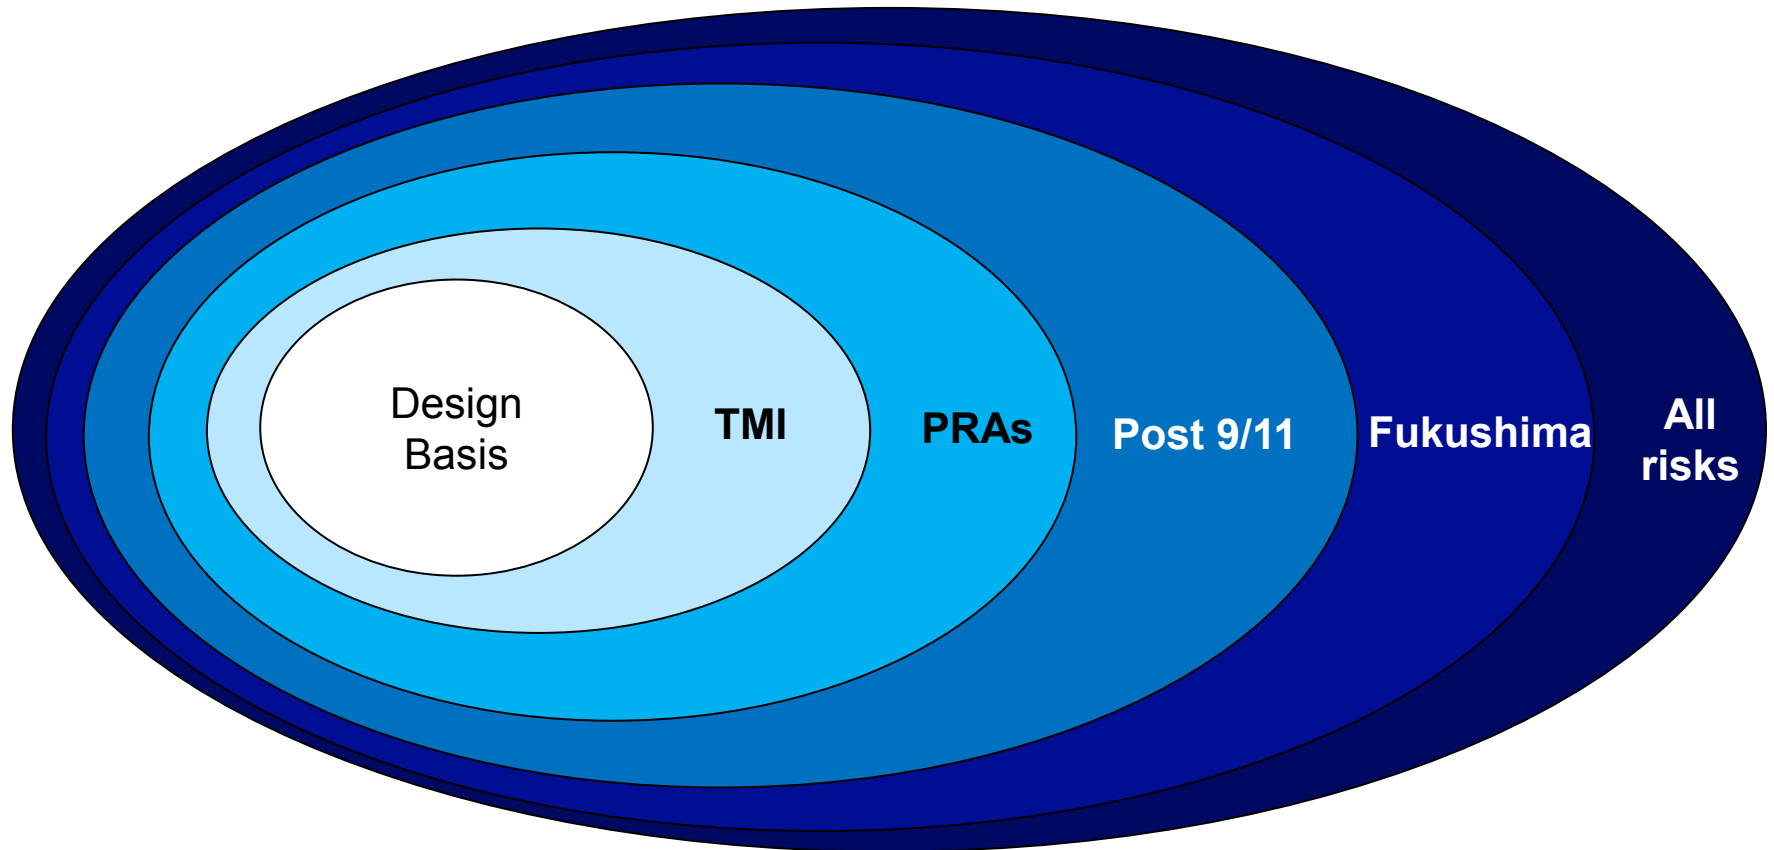 Design
Basis
TMI
PRAs
Post 9/11
Fukushima
All
risks